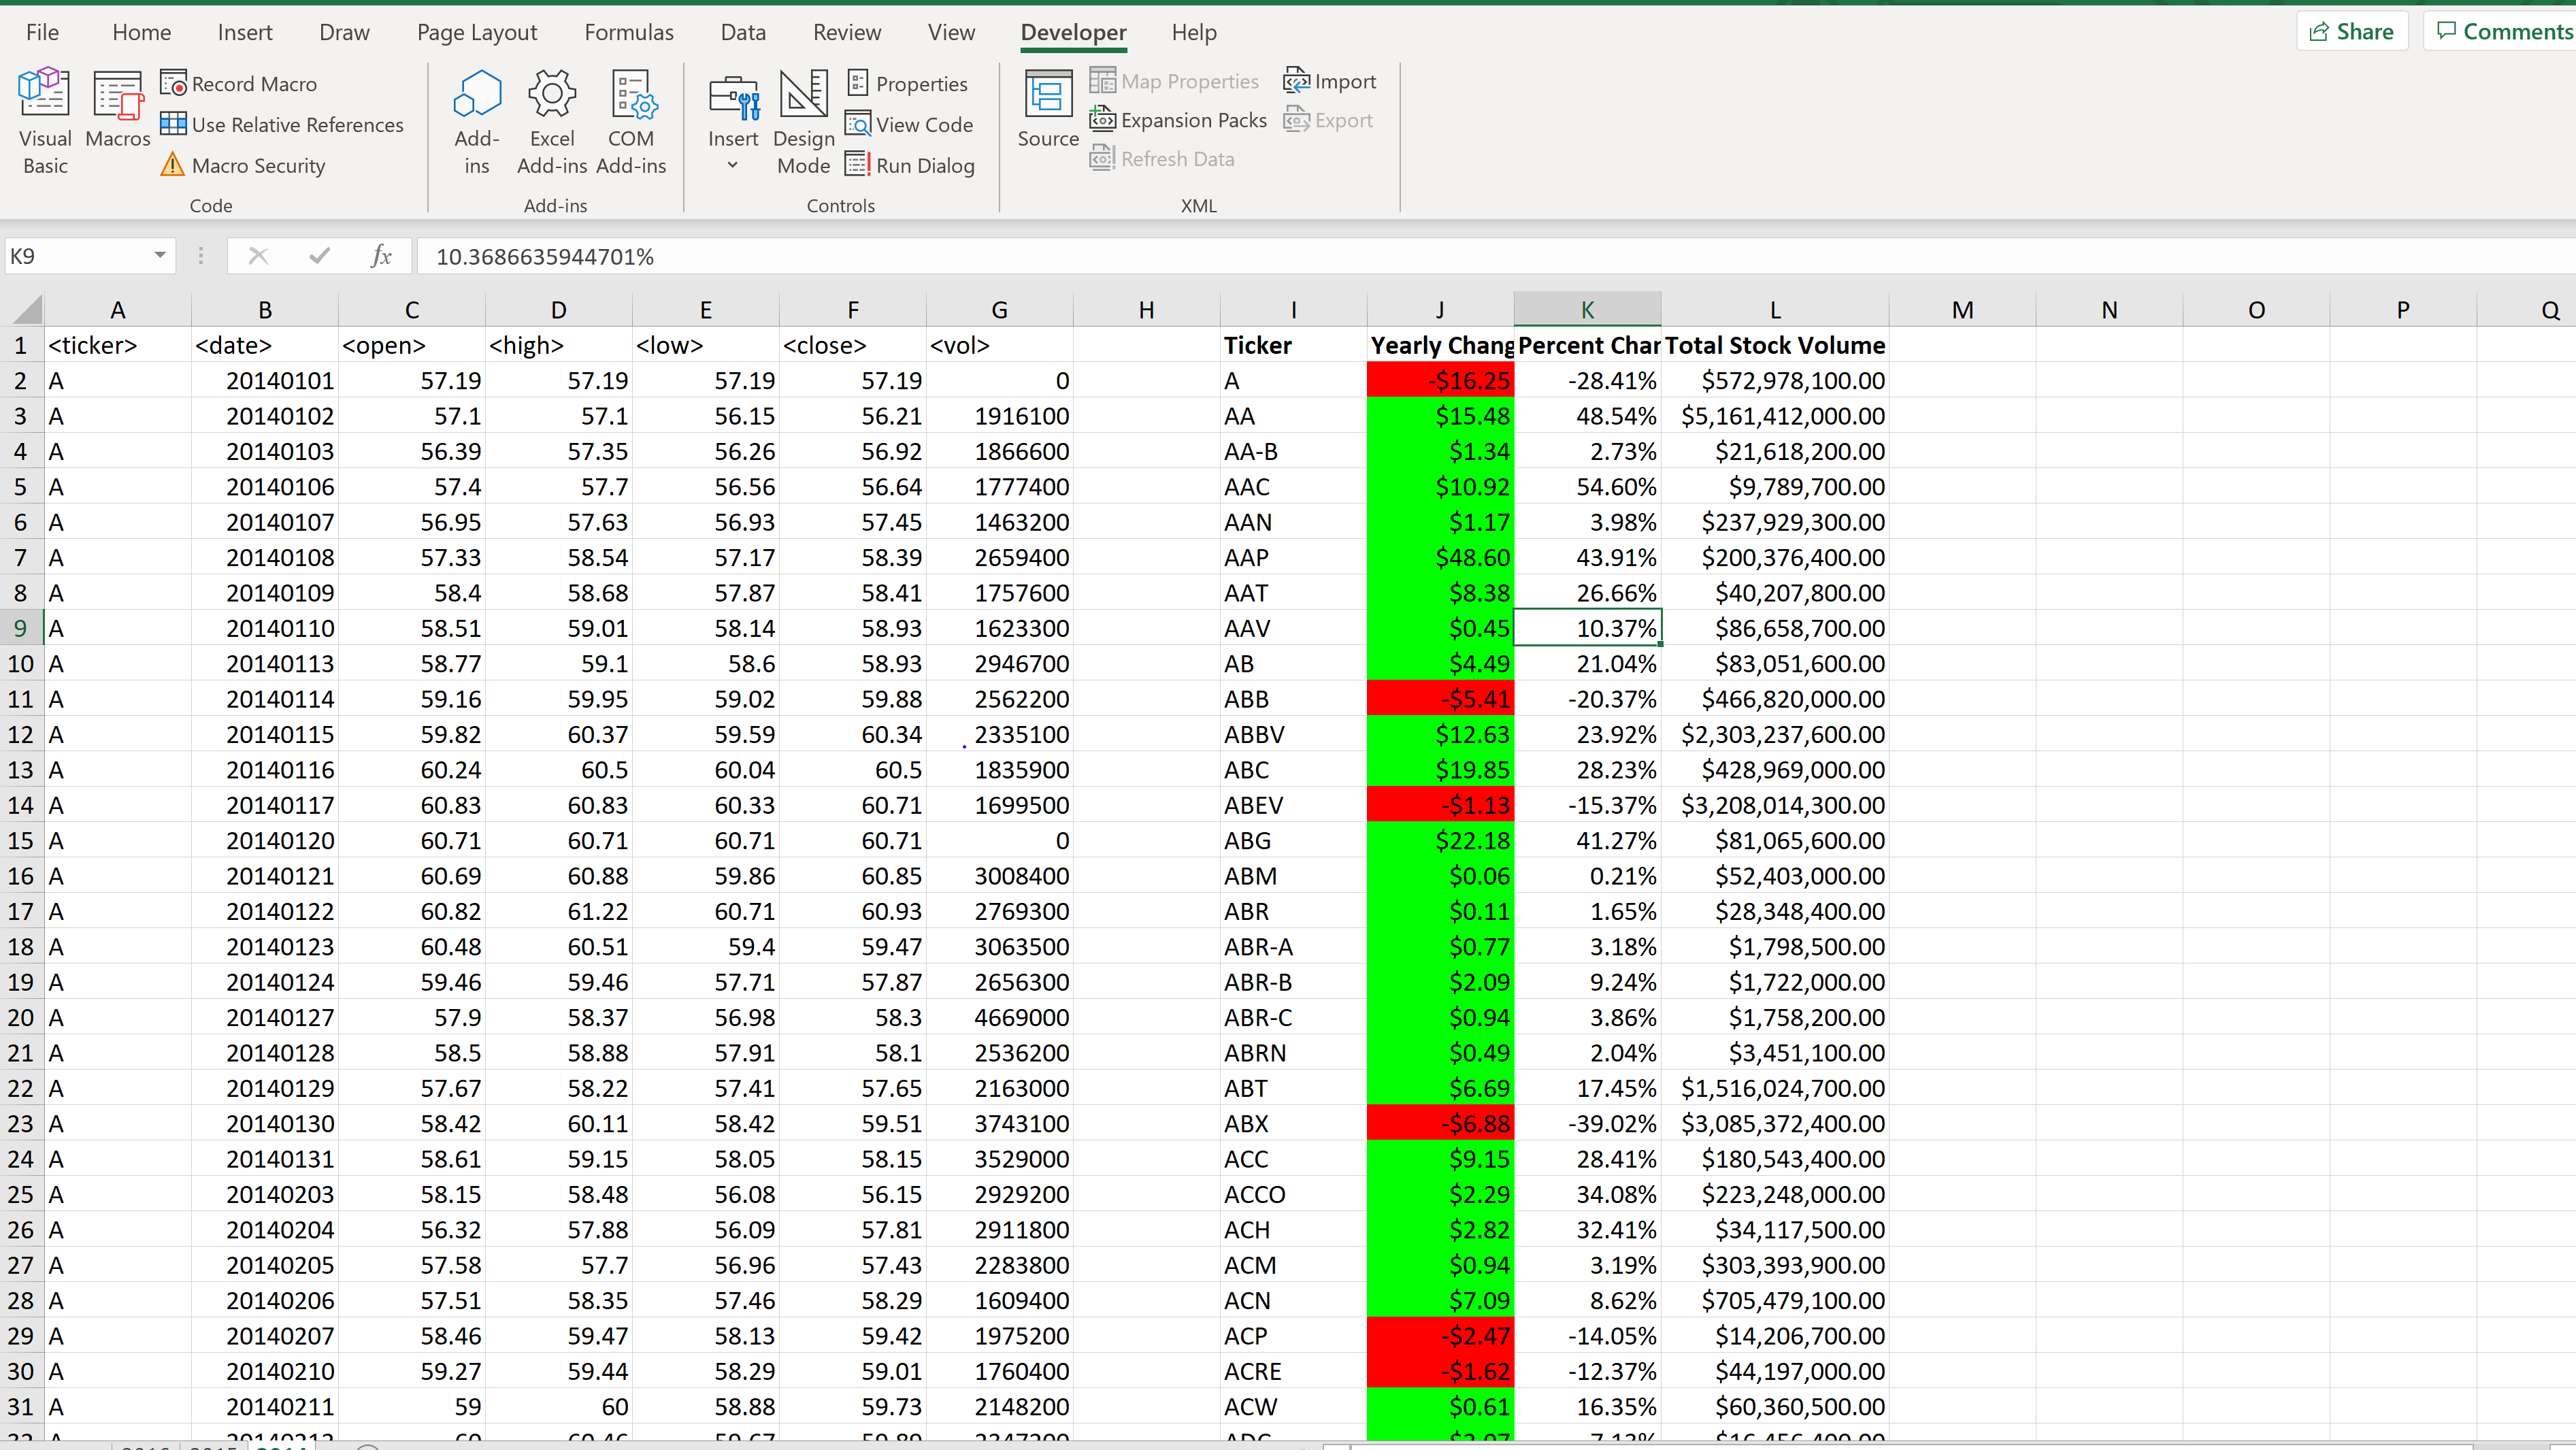 File Home Insert Draw Page Layout Formulas Data Review View Developer Help Share Comments
Visual Basic
Macros
Record Macro
Use Relative References
Macro Security
Code
Add-ins
Excel Add-ins
COM Add-ins
Add-ins
Insert
Design Mode
Properties
View Code
Run Dialog
Controls
Source
Map Properties
Expansion Packs
Refresh Data
Import
Export
XML
K9 fx 10.3686635944701%
A B C D E F G H I J K L M N O P Q
1 <ticker> <date> <open> <high> <low> <close> <vol> Ticker Yearly Chang Percent Char Total Stock Volume
2 A 20140101 57.19 57.19 57.19 57.19 0 A -$16.25 -28.41% $572,978,100.00
3 A 20140102 57.1 57.1 56.15 56.21 1916100 AA $15.48 48.54% $5,161,412,000.00
4 A 20140103 56.39 57.35 56.26 56.92 1866600 AA-B $1.34 2.73% $21,618,200.00
5 A 20140106 57.4 57.7 56.56 56.64 1777400 AAC $10.92 54.60% $9,789,700.00
6 A 20140107 56.95 57.63 56.93 57.45 1463200 AAN $1.17 3.98% $237,929,300.00
7 A 20140108 57.33 58.54 57.17 58.39 2659400 AAP $48.60 43.91% $200,376,400.00
8 A 20140109 58.4 58.68 57.87 58.41 1757600 AAT $8.38 26.66% $40,207,800.00
9 A 20140110 58.51 59.01 58.14 58.93 1623300 AAV $0.45 10.37% $86,658,700.00
10 A 20140113 58.77 59.1 58.6 58.93 2946700 AB $4.49 21.04% $83,051,600.00
11 A 20140114 59.16 59.95 59.02 59.88 2562200 ABB -$5.41 -20.37% $466,820,000.00
12 A 20140115 59.82 60.37 59.59 60.34 2335100 ABBV $12.63 23.92% $2,303,237,600.00
13 A 20140116 60.24 60.5 60.04 60.5 1835900 ABC $19.85 28.23% $428,969,000.00
14 A 20140117 60.83 60.83 60.33 60.71 1699500 ABEV -$1.13 -15.37% $3,208,014,300.00
15 A 20140120 60.71 60.71 60.71 60.71 0 ABG $22.18 41.27% $81,065,600.00
16 A 20140121 60.69 60.88 59.86 60.85 3008400 ABM $0.06 0.21% $52,403,000.00
17 A 20140122 60.82 61.22 60.71 60.93 2769300 ABR $0.11 1.65% $28,348,400.00
18 A 20140123 60.48 60.51 59.4 59.47 3063500 ABR-A $0.77 3.18% $1,798,500.00
19 A 20140124 59.46 59.46 57.71 57.87 2656300 ABR-B $2.09 9.24% $1,722,000.00
20 A 20140127 57.9 58.37 56.98 58.3 4669000 ABR-C $0.94 3.86% $1,758,200.00
21 A 20140128 58.5 58.88 57.91 58.1 2536200 ABRN $0.49 2.04% $3,451,100.00
22 A 20140129 57.67 58.22 57.41 57.65 2163000 ABT $6.69 17.45% $1,516,024,700.00
23 A 20140130 58.42 60.11 58.42 59.51 3743100 ABX -$6.88 -39.02% $3,085,372,400.00
24 A 20140131 58.61 59.15 58.05 58.15 3529000 ACC $9.15 28.41% $180,543,400.00
25 A 20140203 58.15 58.48 56.08 56.15 2929200 ACCO $2.29 34.08% $223,248,000.00
26 A 20140204 56.32 57.88 56.09 57.81 2911800 ACH $2.82 32.41% $34,117,500.00
27 A 20140205 57.58 57.7 56.96 57.43 2283800 ACM $0.94 3.19% $303,393,900.00
28 A 20140206 57.51 58.35 57.46 58.29 1609400 ACN $7.09 8.62% $705,479,100.00
29 A 20140207 58.46 59.47 58.13 59.42 1975200 ACP -$2.47 -14.05% $14,206,700.00
30 A 20140210 59.27 59.44 58.29 59.01 1760400 ACRE -$1.62 -12.37% $44,197,000.00
31 A 20140211 59 60 58.88 59.73 2148200 ACW $0.61 16.35% $60,360,500.00